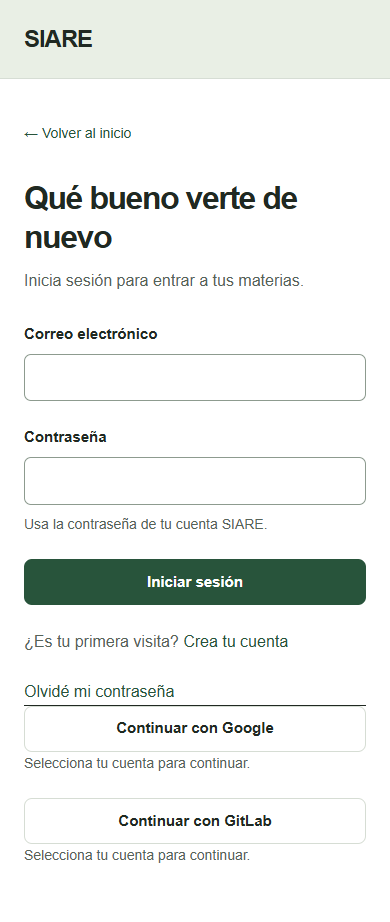 SIARE
← Volver al inicio
Qué bueno verte de
nuevo
Inicia sesión para entrar a tus materias.
Correo electrónico
Contraseña
Usa la contraseña de tu cuenta SIARE.
Iniciar sesión
¿Es tu primera visita? Crea tu cuenta
Olvidé mi contraseña
Continuar con Google
Selecciona tu cuenta para continuar.
Continuar con GitLab
Selecciona tu cuenta para continuar.